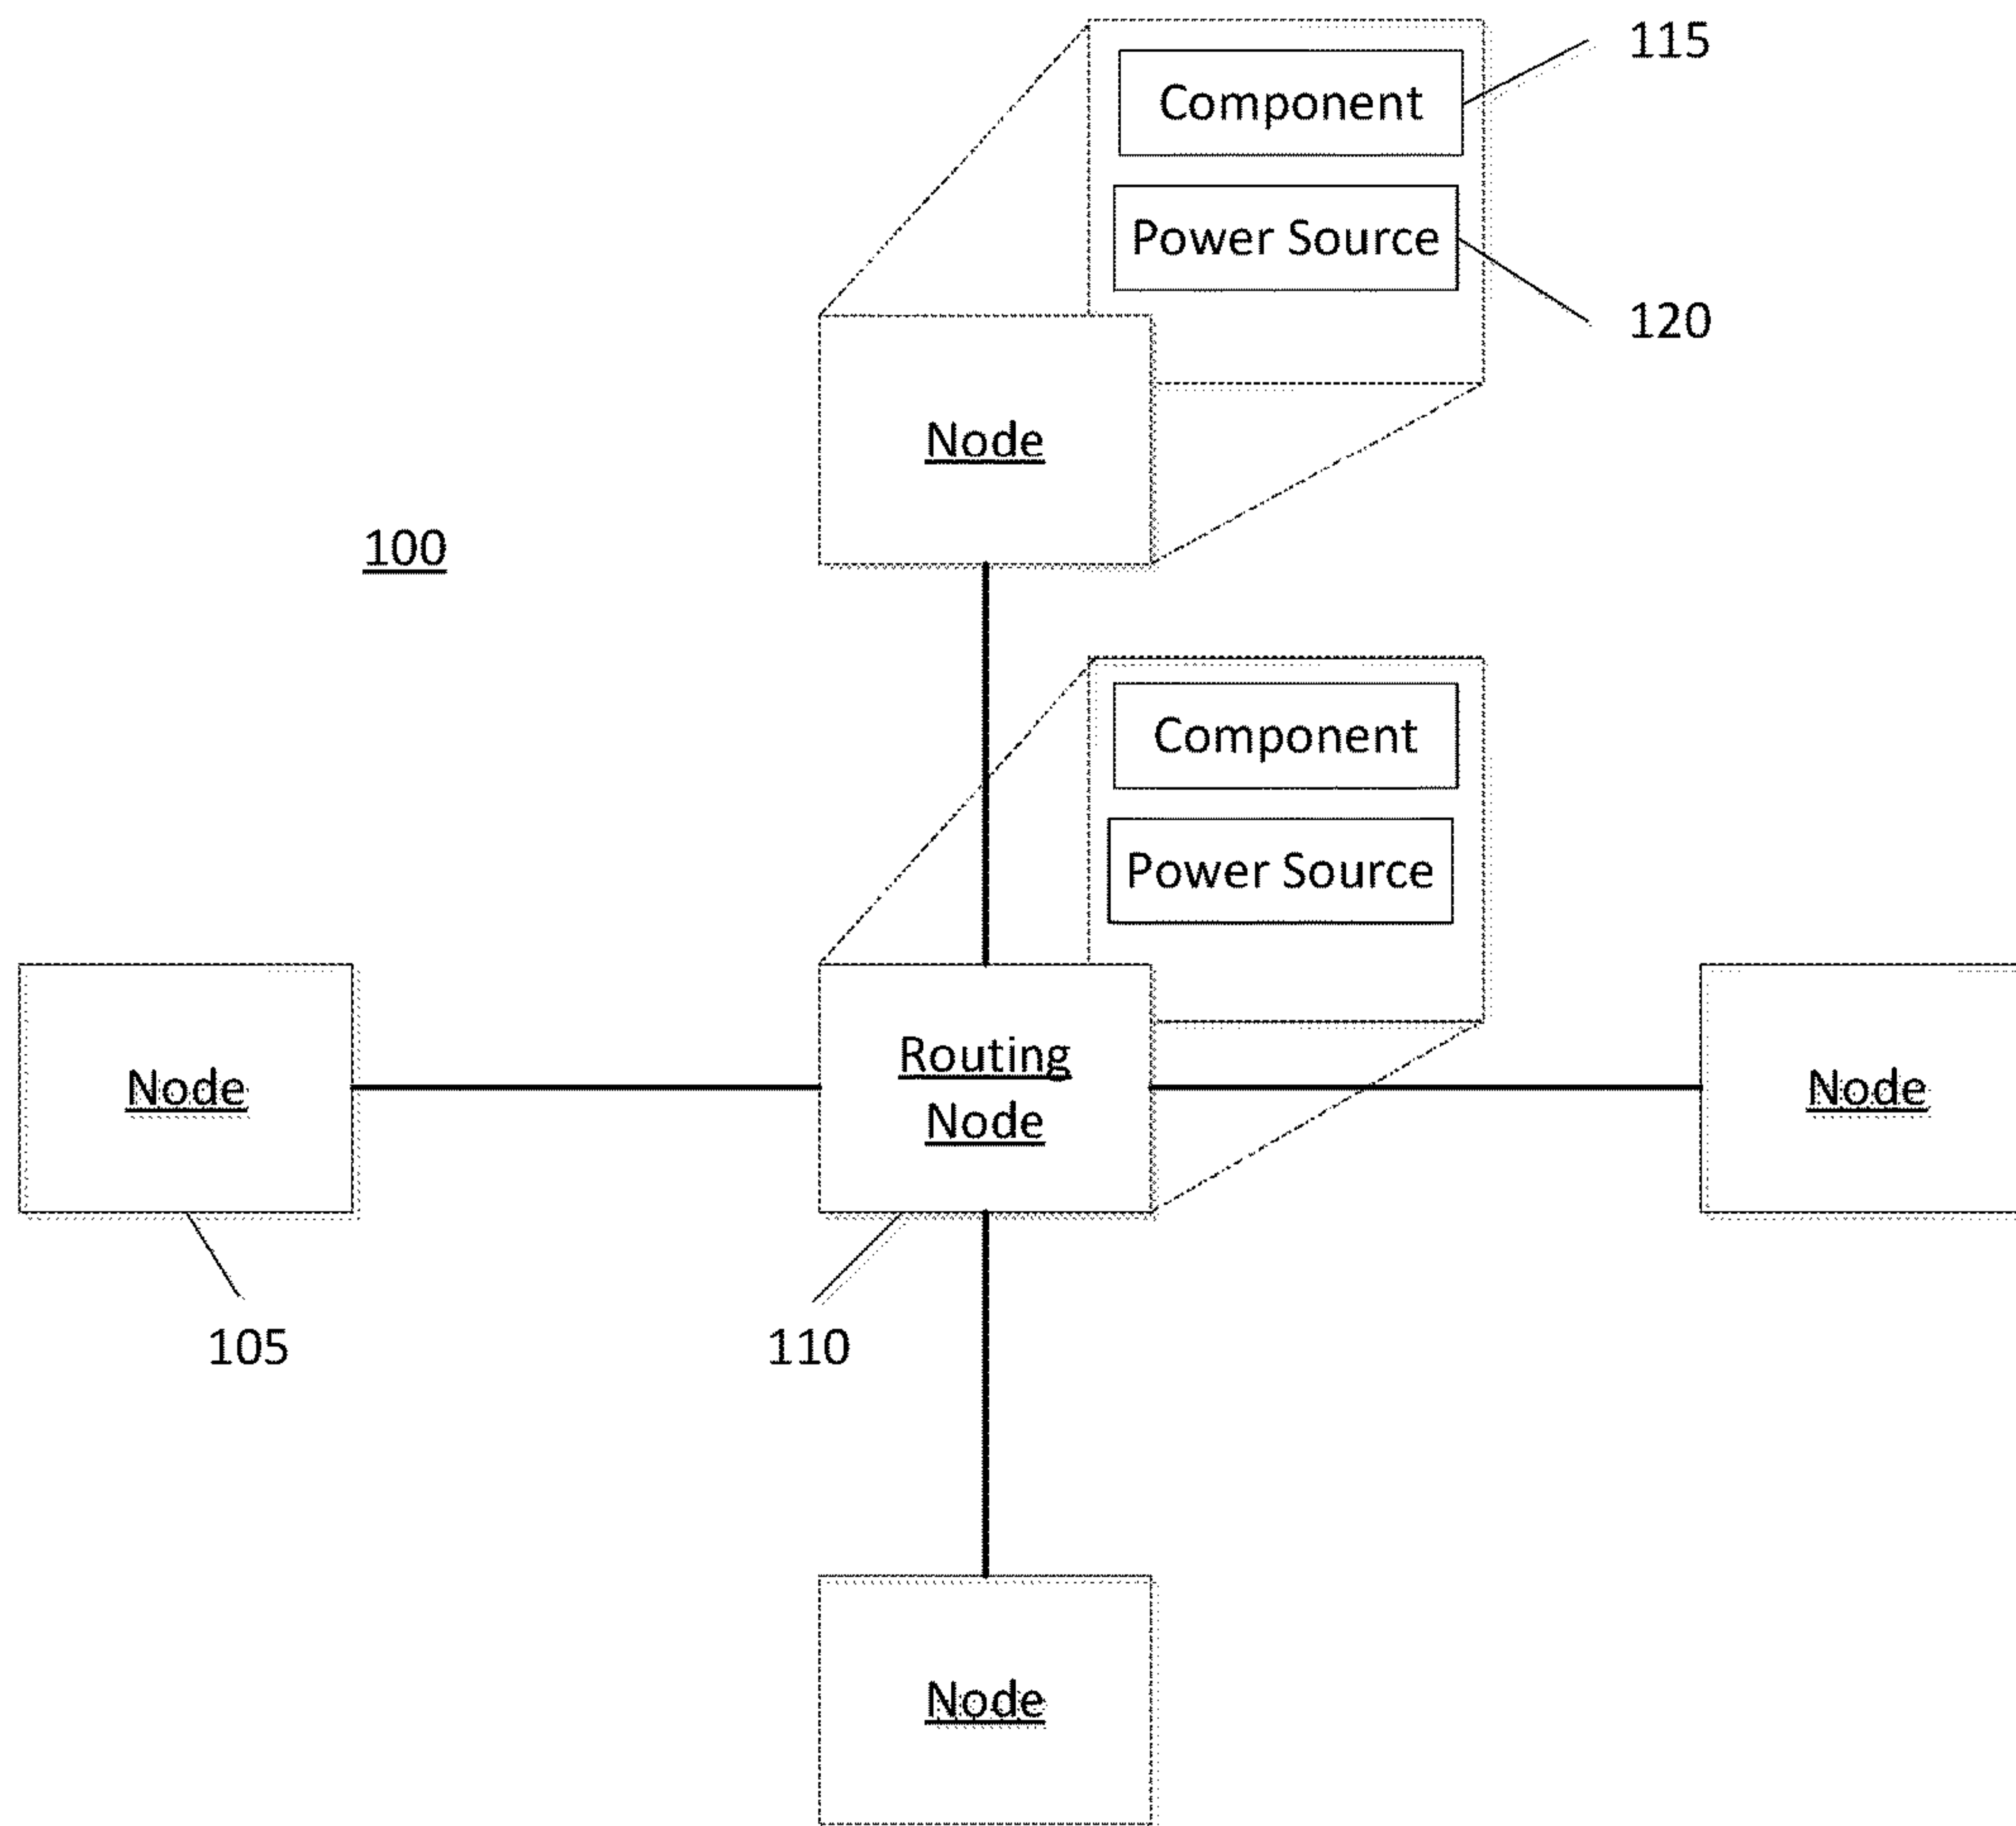 115
Component
Power Source
120
Node
100
Component
Power Source
Node
Routing
Node
Node
105
110
Node